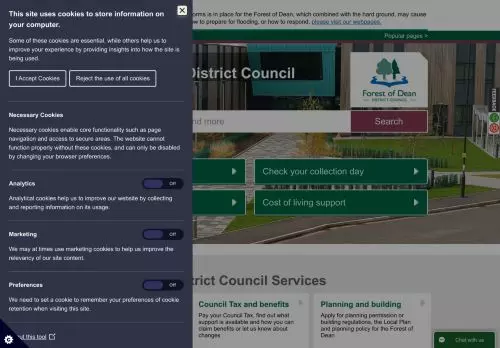 This site uses cookies to store information on
your computer.
Some of these cookies are essential, while others help us to
improve your experience by providing insights into how the site is
being used.
I Accept Cookies
Reject the use of all cookies
Necessary Cookies
Necessary cookies enable core functionality such as page
navigation and access to secure areas. The website cannot
function properly without these cookies, and can only be disabled
by changing your browser preferences.
Analytics
Off
Analytical cookies help us to improve our website by collecting
and reporting information on its usage.
Marketing
Off
We may at times use marketing cookies to help us improve the
relevancy of our site content.
Preferences
Off
We need to set a cookie to remember your preferences of cookie
retention when visiting this site.
this tool
orms is in place for the Forest of Dean, which combined with the hard ground, may cause
ow to prepare for flooding, or how to respond, please visit our webpages.
Popular pages >
District Council
Forest of Dean
DISTRICT COUNCIL
nd more
Search
FEEDBACK
Check your collection day
Cost of living support
trict Council Services
Council Tax and benefits
Pay your Council Tax, find out what
support is available and how you can
claim benefits or let us know about
changes
Planning and building
Apply for planning permission or
building regulations, the Local Plan
and planning policy for the Forest of
Dean
Chat with us